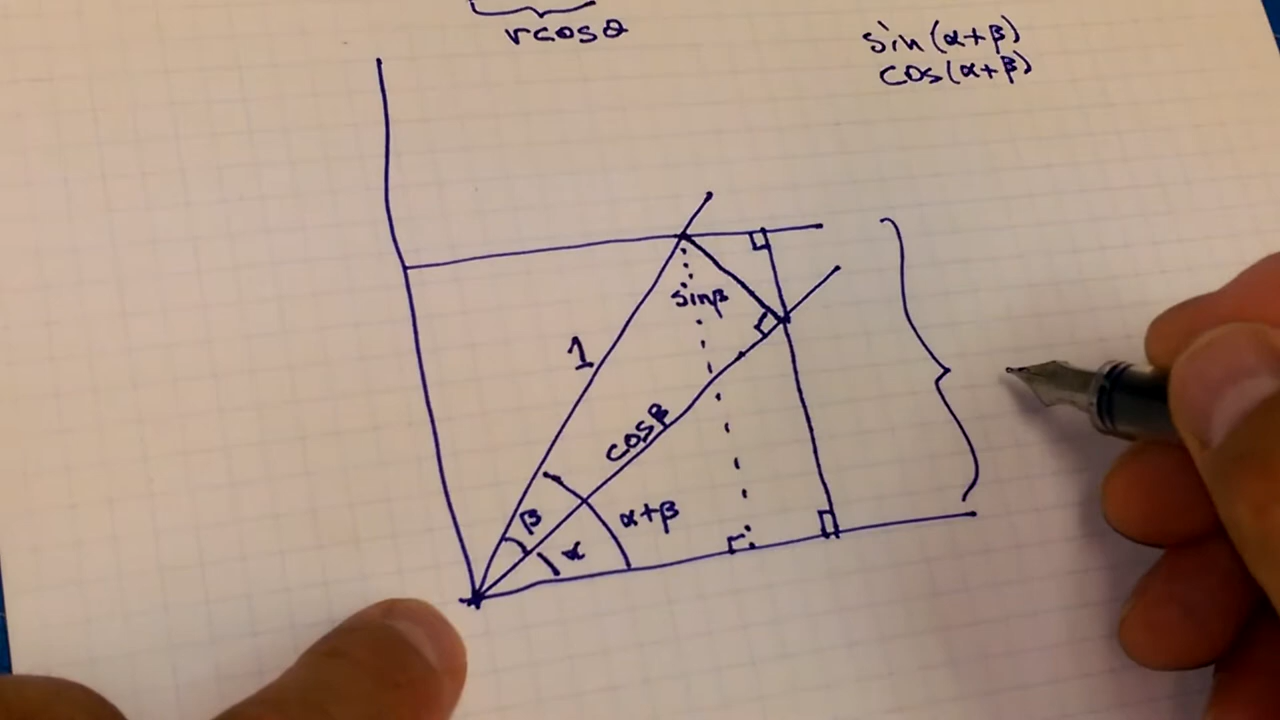 rcosθ
sin(α+β)
cos(α+β)
sinβ
1
cosβ
β
α+β
α